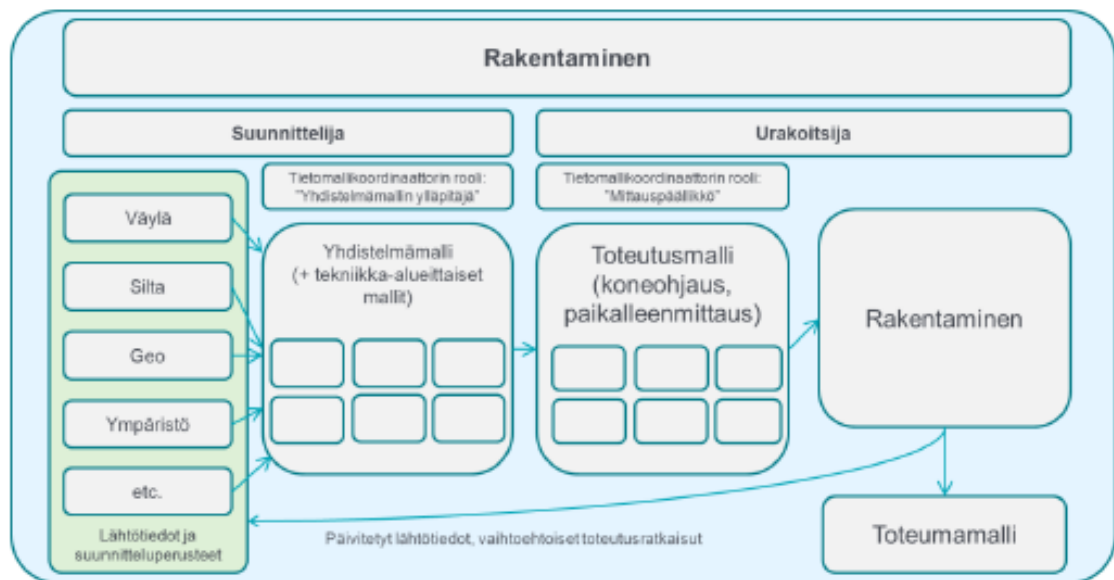 Rakentaminen
Suunnittelija
Urakoitsija
Tietomallikoordinaattorin rooli:
"Yhdistelmämallin ylläpitäjä"
Tietomallikoordinaattorin rooli:
"Mittauspäällikkö"
Väylä
Silta
Geo
Ympäristö
etc.
Lähtötiedot ja
suunnitteluperusteet
Yhdistelmämalli
(+ tekniikka-alueittaiset
mallit)
Toteutusmalli
(koneohjaus,
paikalleenmittaus)
Rakentaminen
Päivitetyt lähtötiedot, vaihtoehtoiset toteutusratkaisut
Toteumamalli